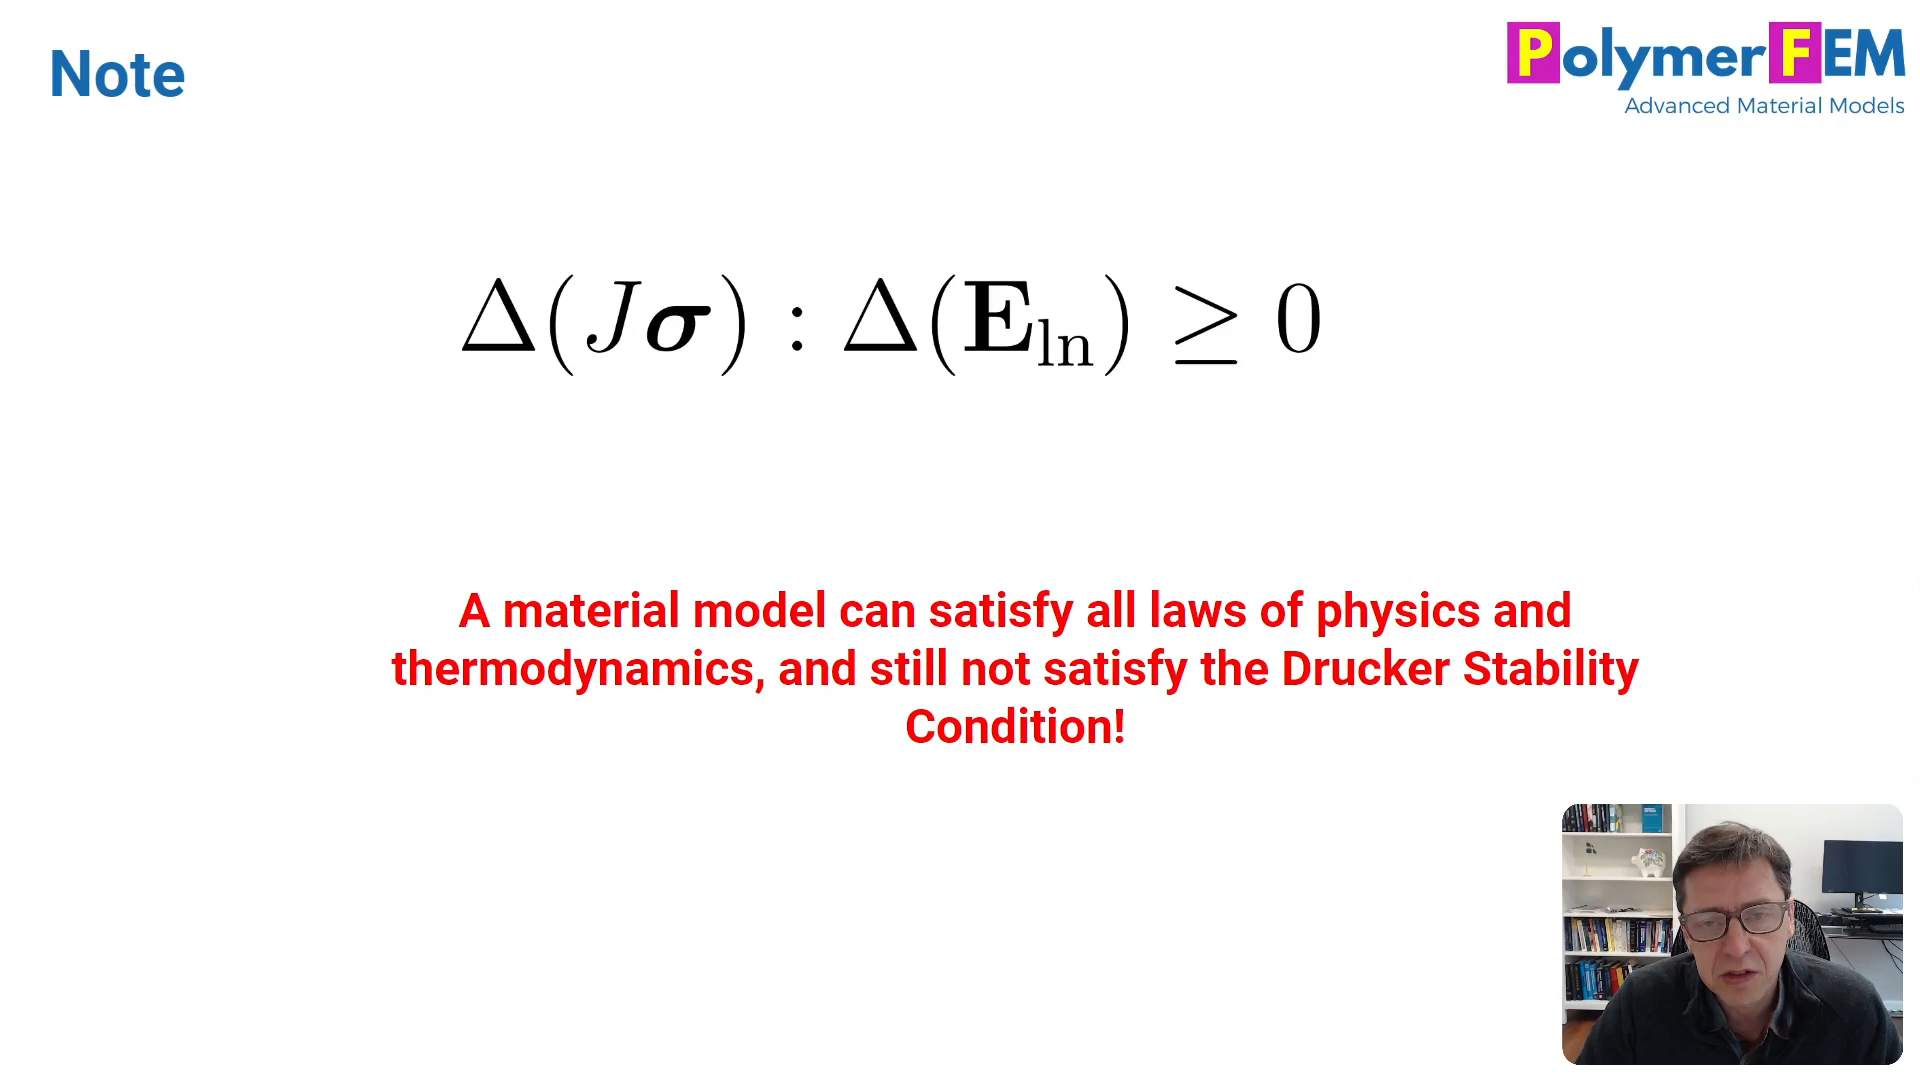 Note
PolymerFEM
Advanced Material Models
Δ(Jσ) : Δ(E_ln) ≥ 0
A material model can satisfy all laws of physics and
thermodynamics, and still not satisfy the Drucker Stability
Condition!